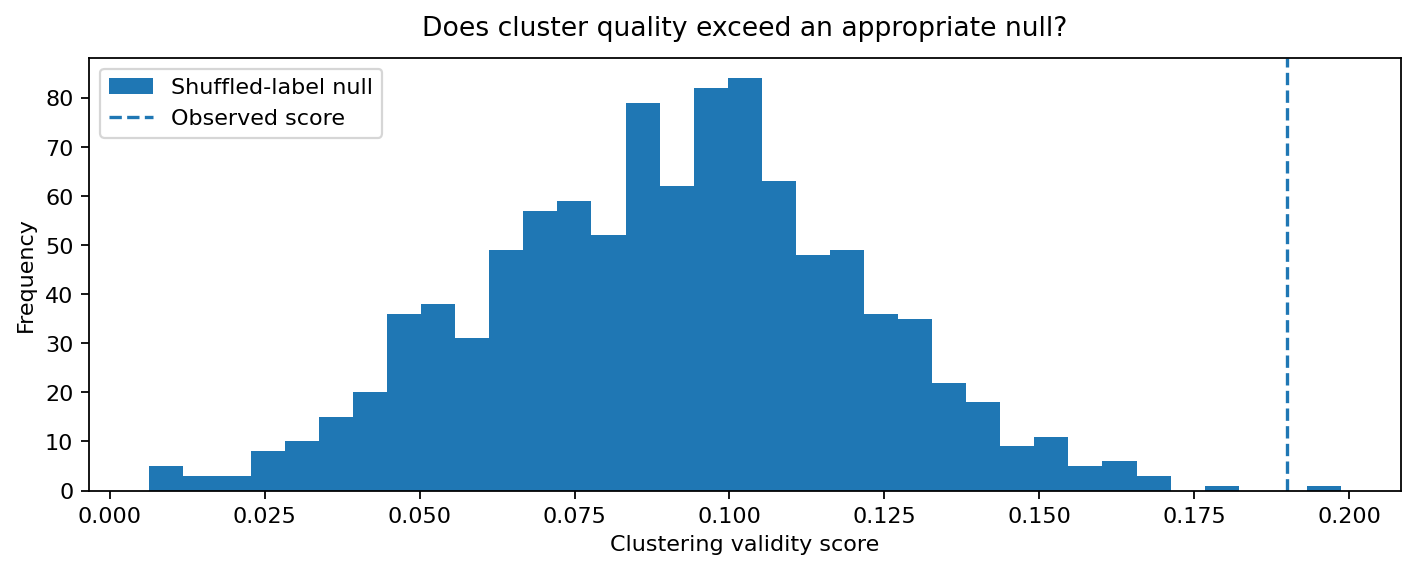 Does cluster quality exceed an appropriate null?
Shuffled-label null
Observed score
80
70
60
50
40
30
20
10
0
Frequency
0.000 0.025 0.050 0.075 0.100 0.125 0.150 0.175 0.200
Clustering validity score